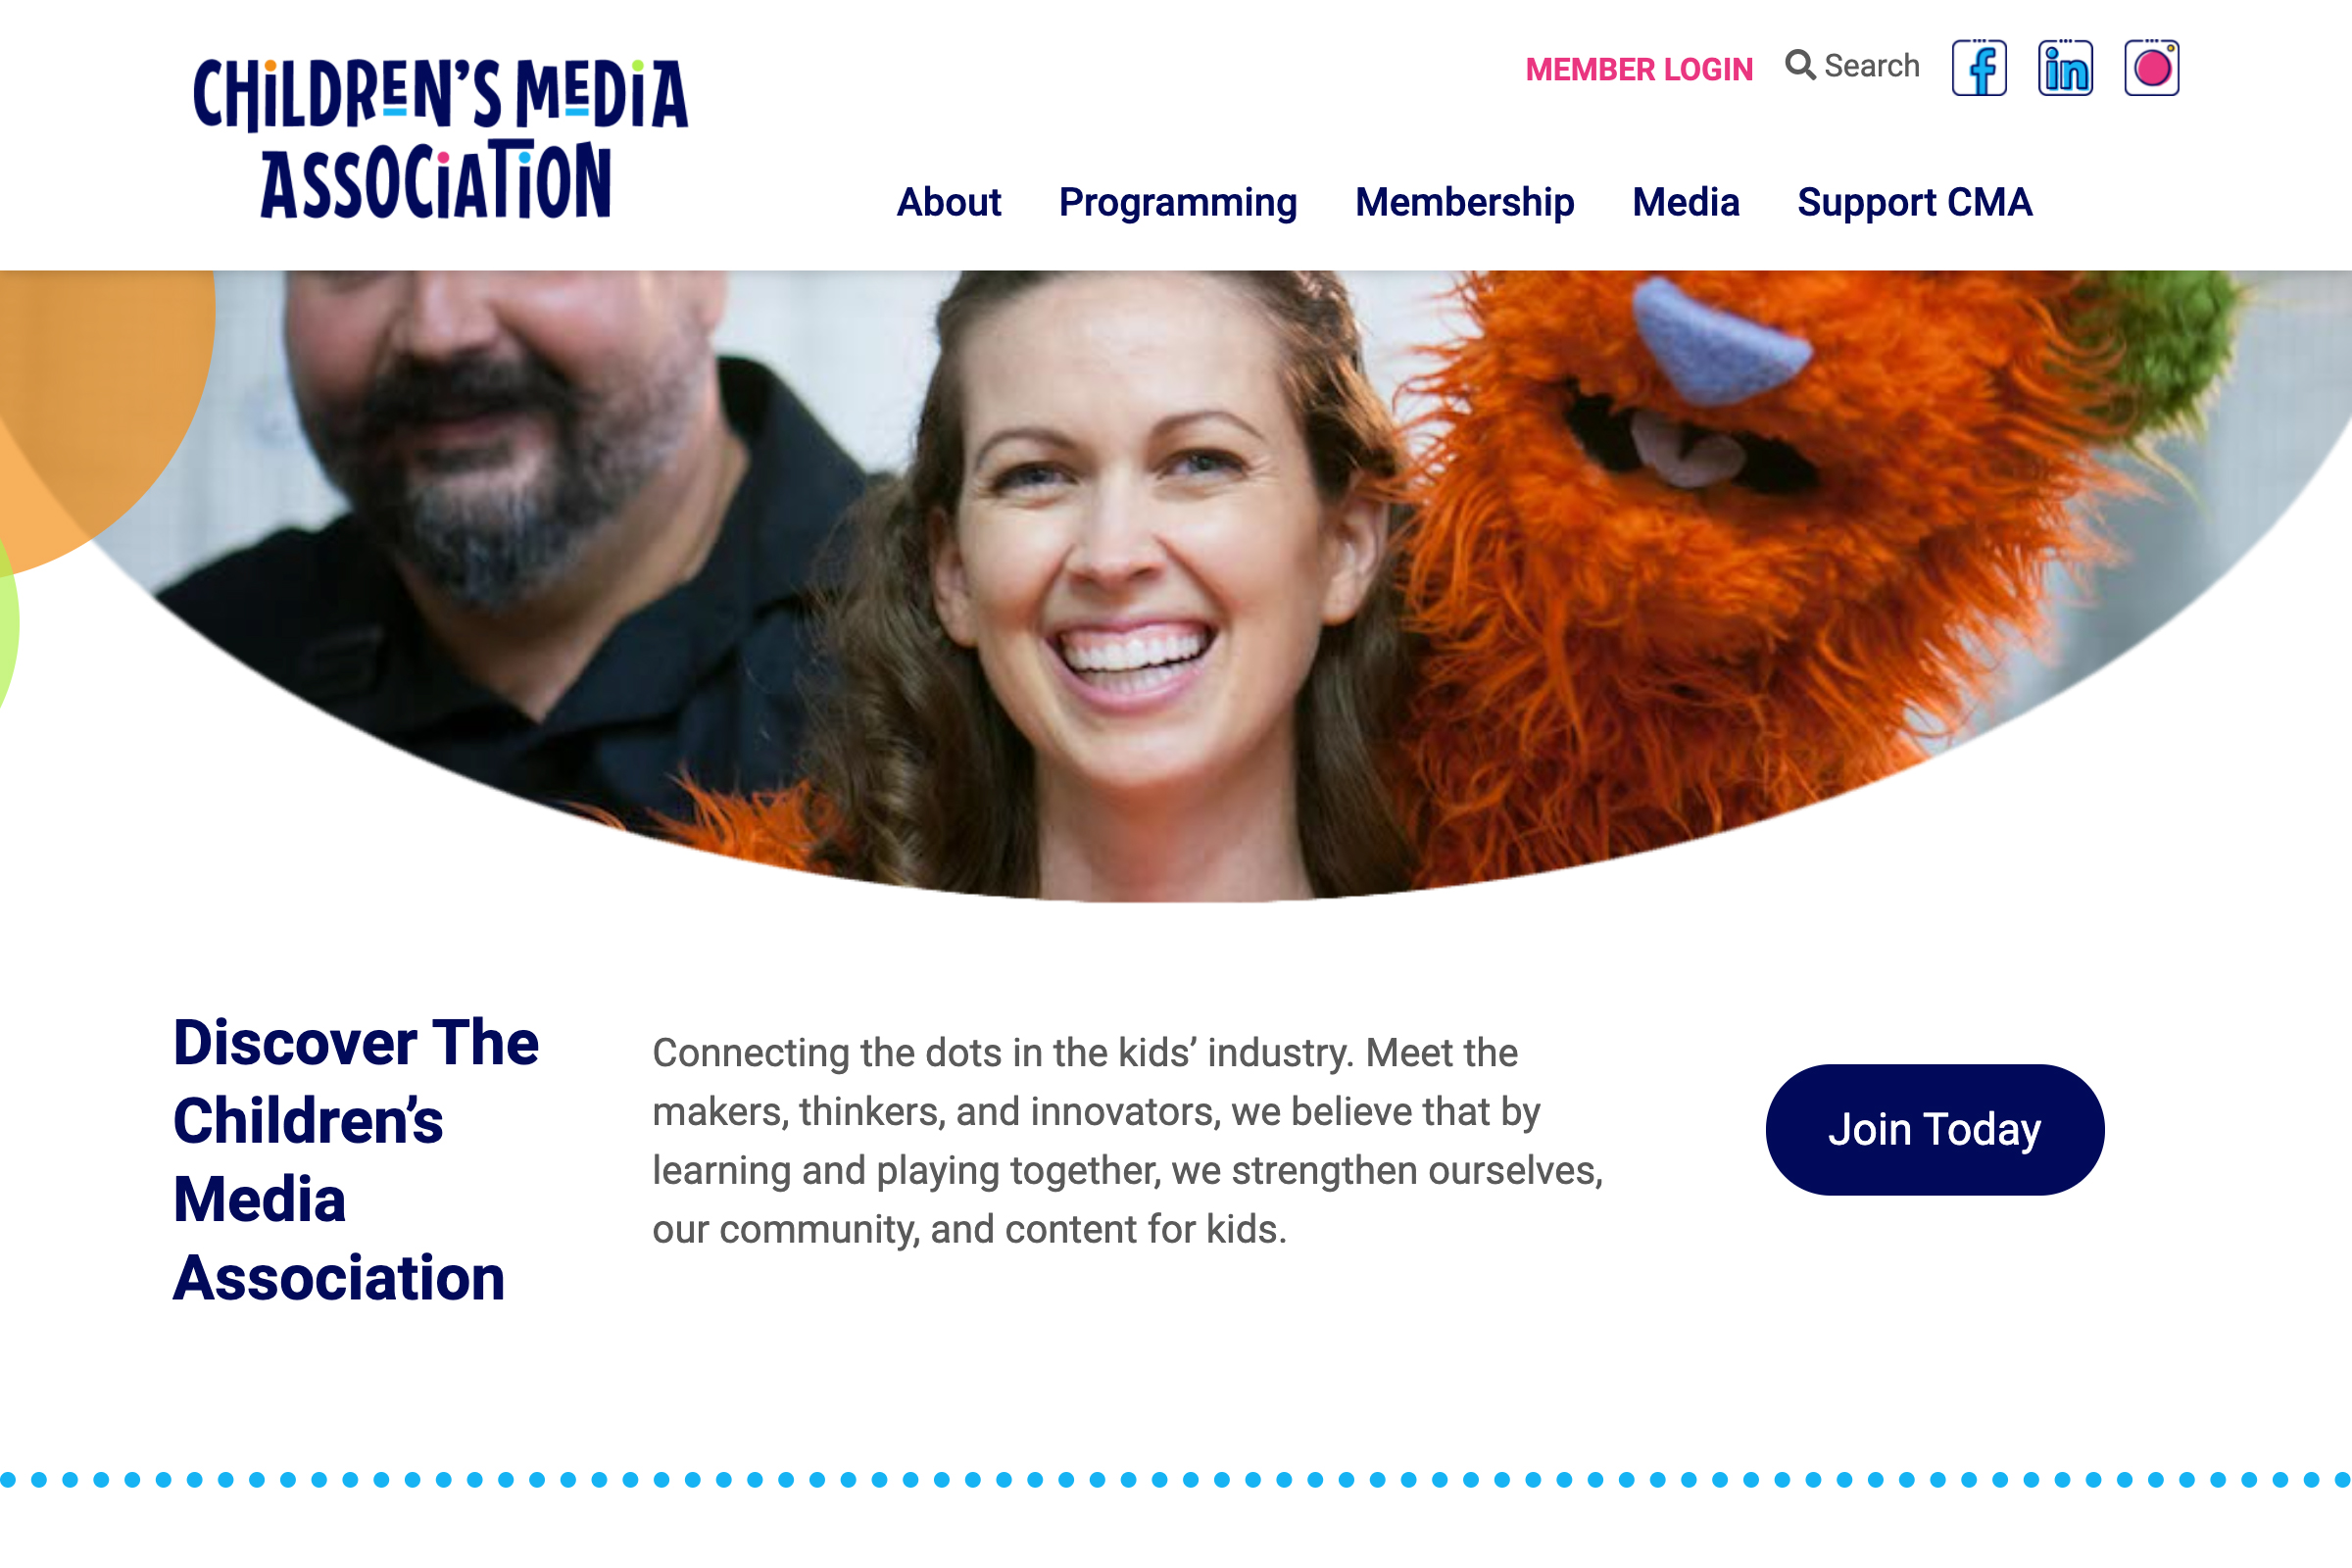 CHiLDREN’S MEDiA
ASSOCiATiON
MEMBER LOGIN
Search
f
in
About
Programming
Membership
Media
Support CMA
Discover The
Children’s
Media
Association
Connecting the dots in the kids’ industry. Meet the
makers, thinkers, and innovators, we believe that by
learning and playing together, we strengthen ourselves,
our community, and content for kids.
Join Today